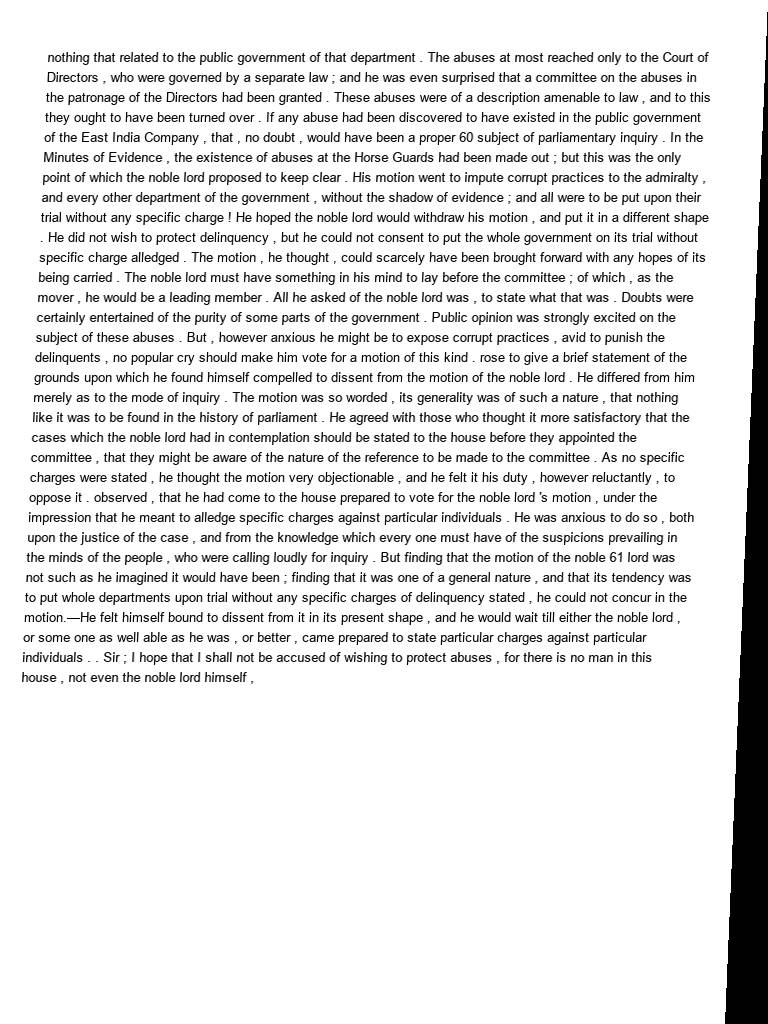 nothing that related to the public government of that department . The abuses at most reached only to the Court of
Directors , who were governed by a separate law ; and he was even surprised that a committee on the abuses in
the patronage of the Directors had been granted . These abuses were of a description amenable to law , and to this
they ought to have been turned over . If any abuse had been discovered to have existed in the public government
of the East India Company , that , no doubt , would have been a proper 60 subject of parliamentary inquiry . In the
Minutes of Evidence , the existence of abuses at the Horse Guards had been made out ; but this was the only
point of which the noble lord proposed to keep clear . His motion went to impute corrupt practices to the admiralty ,
and every other department of the government , without the shadow of evidence ; and all were to be put upon their
trial without any specific charge ! He hoped the noble lord would withdraw his motion , and put it in a different shape
. He did not wish to protect delinquency , but he could not consent to put the whole government on its trial without
specific charge alledged . The motion , he thought , could scarcely have been brought forward with any hopes of its
being carried . The noble lord must have something in his mind to lay before the committee ; of which , as the
mover , he would be a leading member . All he asked of the noble lord was , to state what that was . Doubts were
certainly entertained of the purity of some parts of the government . Public opinion was strongly excited on the
subject of these abuses . But , however anxious he might be to expose corrupt practices , avid to punish the
delinquents , no popular cry should make him vote for a motion of this kind . rose to give a brief statement of the
grounds upon which he found himself compelled to dissent from the motion of the noble lord . He differed from him
merely as to the mode of inquiry . The motion was so worded , its generality was of such a nature , that nothing
like it was to be found in the history of parliament . He agreed with those who thought it more satisfactory that the
cases which the noble lord had in contemplation should be stated to the house before they appointed the
committee , that they might be aware of the nature of the reference to be made to the committee . As no specific
charges were stated , he thought the motion very objectionable , and he felt it his duty , however reluctantly , to
oppose it . observed , that he had come to the house prepared to vote for the noble lord 's motion , under the
impression that he meant to alledge specific charges against particular individuals . He was anxious to do so , both
upon the justice of the case , and from the knowledge which every one must have of the suspicions prevailing in
the minds of the people , who were calling loudly for inquiry . But finding that the motion of the noble 61 lord was
not such as he imagined it would have been ; finding that it was one of a general nature , and that its tendency was
to put whole departments upon trial without any specific charges of delinquency stated , he could not concur in the
motion.—He felt himself bound to dissent from it in its present shape , and he would wait till either the noble lord ,
or some one as well able as he was , or better , came prepared to state particular charges against particular
individuals . . Sir ; I hope that I shall not be accused of wishing to protect abuses , for there is no man in this
house , not even the noble lord himself ,